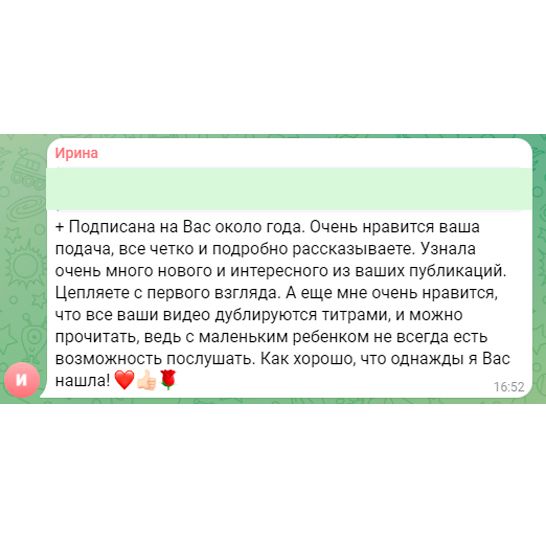 Ирина
+ Подписана на Вас около года. Очень нравится ваша
подача, все четко и подробно рассказываете. Узнала
очень много нового и интересного из ваших публикаций.
Цепляете с первого взгляда. А еще мне очень нравится,
что все ваши видео дублируются титрами, и можно
прочитать, ведь с маленьким ребенком не всегда есть
возможность послушать. Как хорошо, что однажды я Вас
нашла! ❤️👍🏻🌹
16:52
И